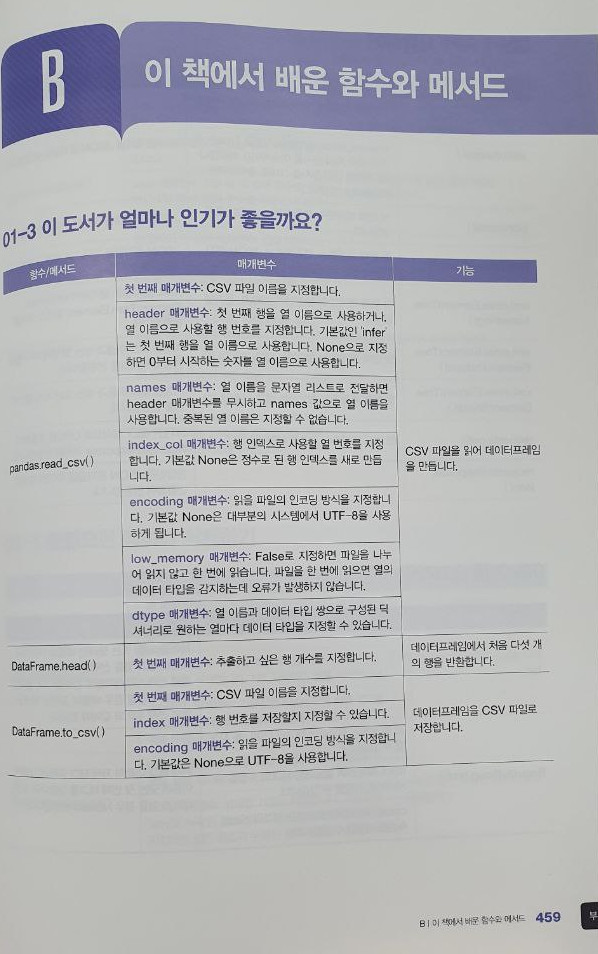 B
이 책에서 배운 함수와 메서드
01-3 이 도서가 얼마나 인기가 좋을까요?
함수/메서드 매개변수 기능
pandas.read_csv()
첫 번째 매개변수: CSV 파일 이름을 지정합니다.
header 매개변수: 첫 번째 행을 열 이름으로 사용하거나,
열 이름으로 사용할 행 번호를 지정합니다. 기본값인 'infer'
는 첫 번째 행을 열 이름으로 사용합니다. None으로 지정
하면 0부터 시작하는 숫자를 열 이름으로 사용합니다.
names 매개변수: 열 이름을 문자열 리스트로 전달하면
header 매개변수를 무시하고 names 값으로 열 이름을
사용합니다. 중복된 열 이름은 지정할 수 없습니다.
index_col 매개변수: 행 인덱스로 사용할 열 번호를 지정
합니다. 기본값 None은 정수로 된 행 인덱스를 새로 만듭
니다.
encoding 매개변수: 읽을 파일의 인코딩 방식을 지정합니
다. 기본값 None은 대부분의 시스템에서 UTF-8을 사용
하게 됩니다.
low_memory 매개변수: False로 지정하면 파일을 나누
어 읽지 않고 한 번에 읽습니다. 파일을 한 번에 읽으면 열의
데이터 타입을 감지하는데 오류가 발생하지 않습니다.
dtype 매개변수: 열 이름과 데이터 타입 쌍으로 구성된 딕
셔너리로 원하는 열마다 데이터 타입을 지정할 수 있습니다.
CSV 파일을 읽어 데이터프레임
을 만듭니다.
DataFrame.head()
첫 번째 매개변수: 추출하고 싶은 행 개수를 지정합니다.
데이터프레임에서 처음 다섯 개
의 행을 반환합니다.
DataFrame.to_csv()
첫 번째 매개변수: CSV 파일 이름을 지정합니다.
index 매개변수: 행 번호를 저장할지 지정할 수 있습니다.
encoding 매개변수: 읽을 파일의 인코딩 방식을 지정합니
다. 기본값은 None으로 UTF-8을 사용합니다.
데이터프레임을 CSV 파일로
저장합니다.
B | 이 책에서 배운 함수와 메서드 459
부